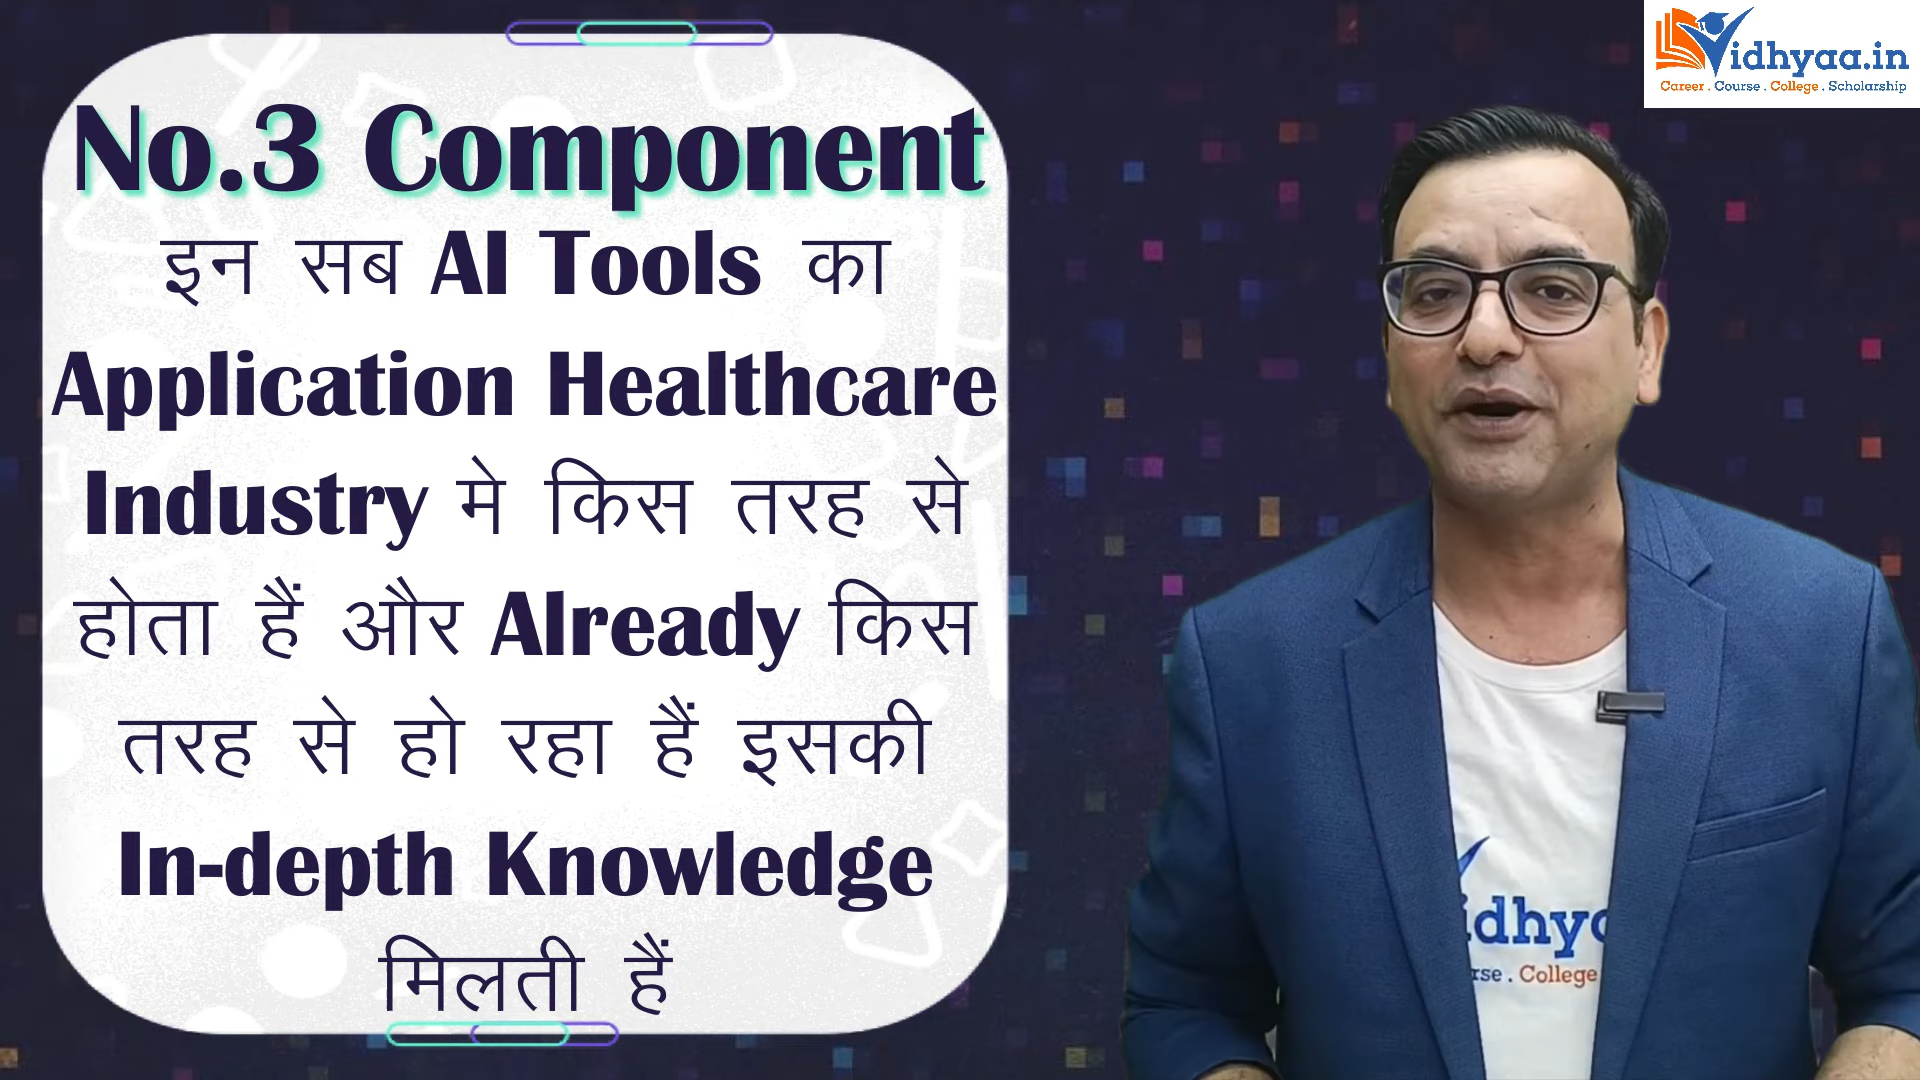 No.3 Component
इन सब AI Tools का
Application Healthcare
Industry मे किस तरह से
होता हैं और Already किस
तरह से हो रहा हैं इसकी
In-depth Knowledge
मिलती हैं
Vidhyaa.in
Career . Course . College . Scholarship
idhya
rse . College